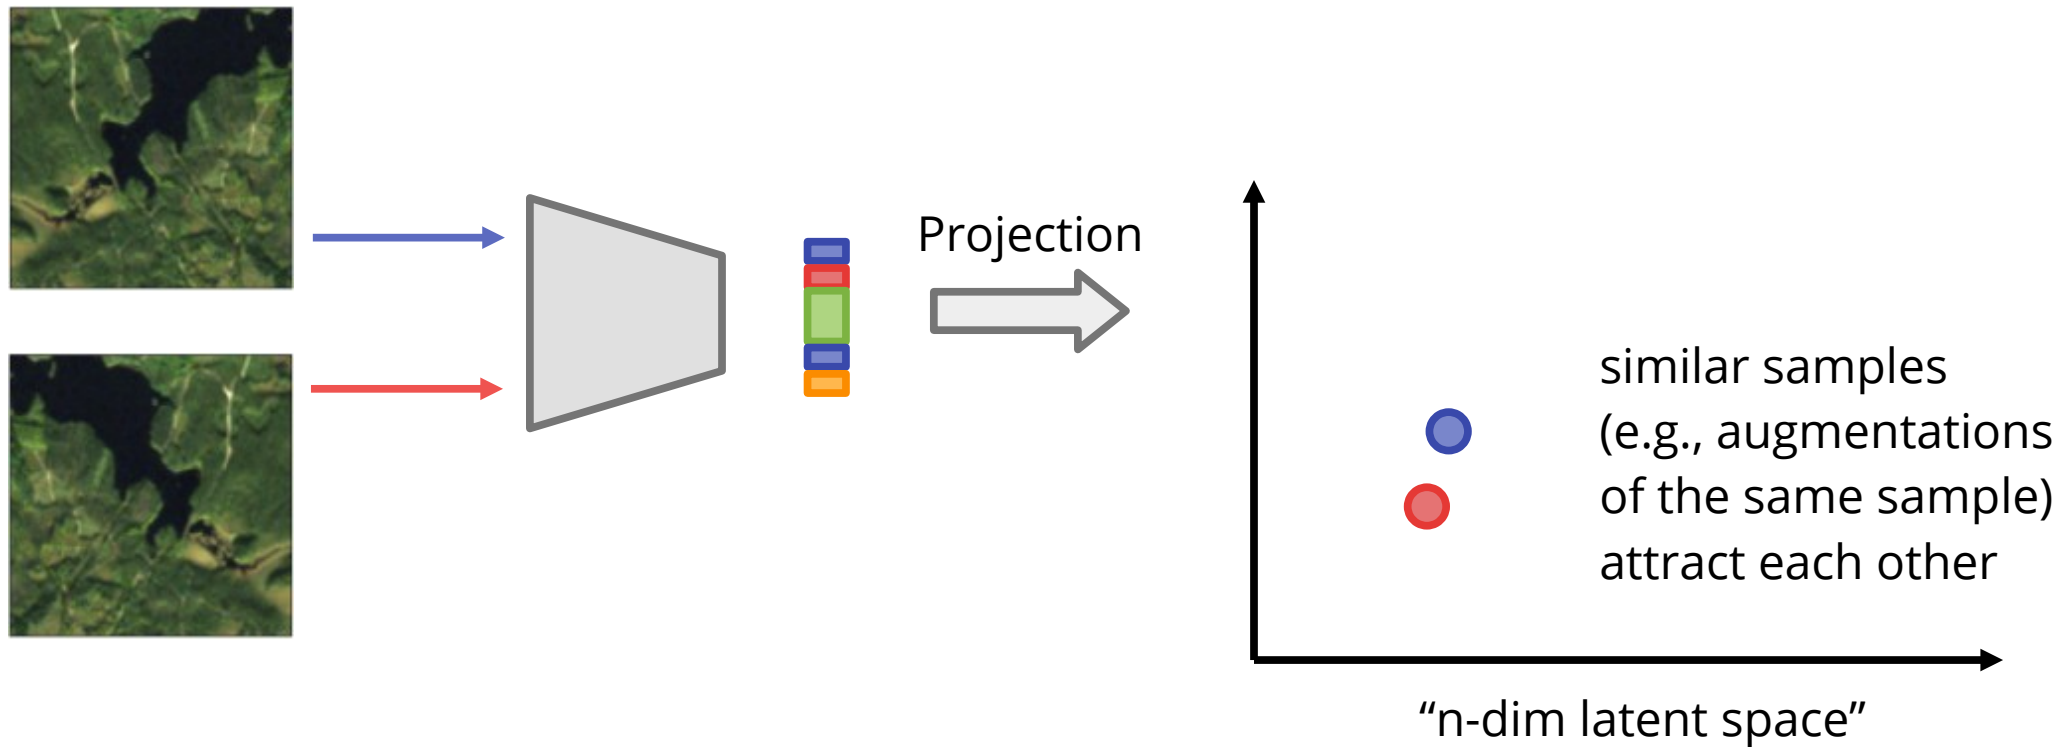 Projection
similar samples
(e.g., augmentations
of the same sample)
attract each other
“n-dim latent space”